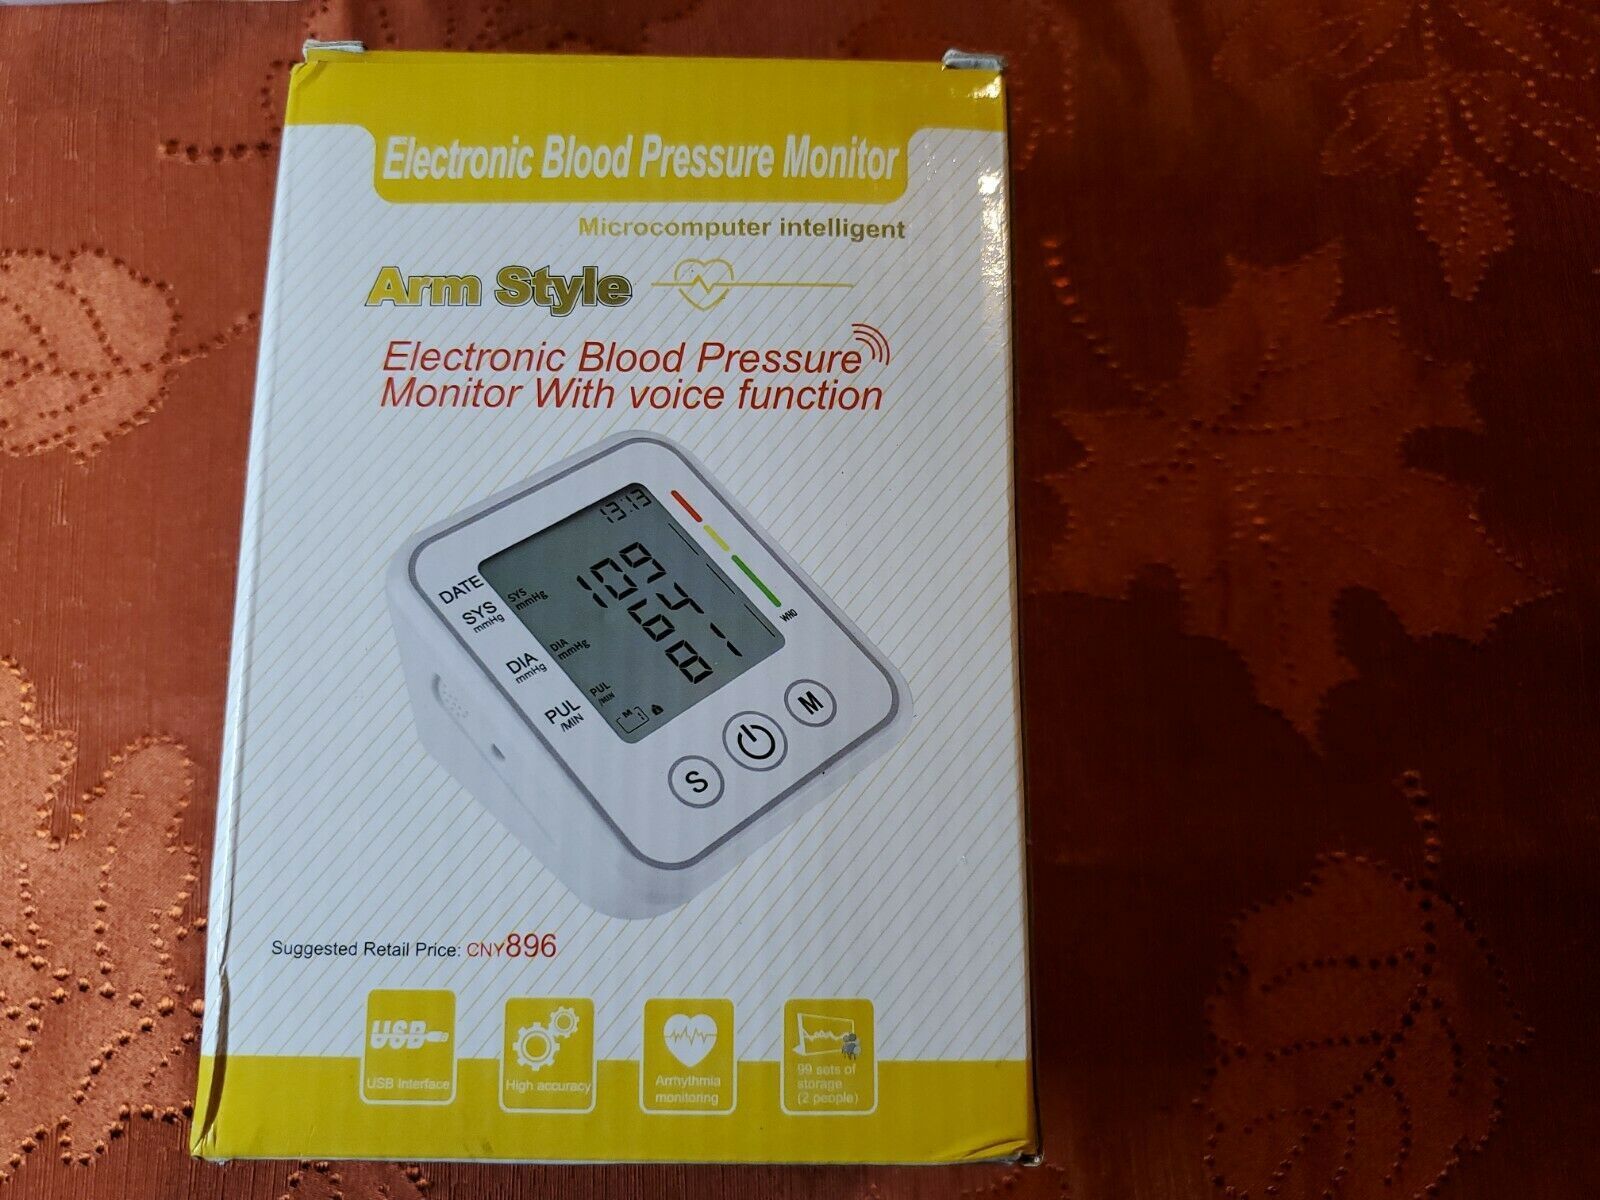 Electronic Blood Pressure Monitor
Microcomputer intelligent
Arm Style
Electronic Blood Pressure
Monitor With voice function
13:13
DATE
SYS
mmHg
SYS
mmHg
109
DIA
mmHg
DIA
mmHg
PUL
/MIN
PUL
/MIN
68
M
WHO
S
M
Suggested Retail Price: CNY896
USB
USB Interface
High accuracy
Arrhythmia
monitoring
99 sets of
storage
(2 people)